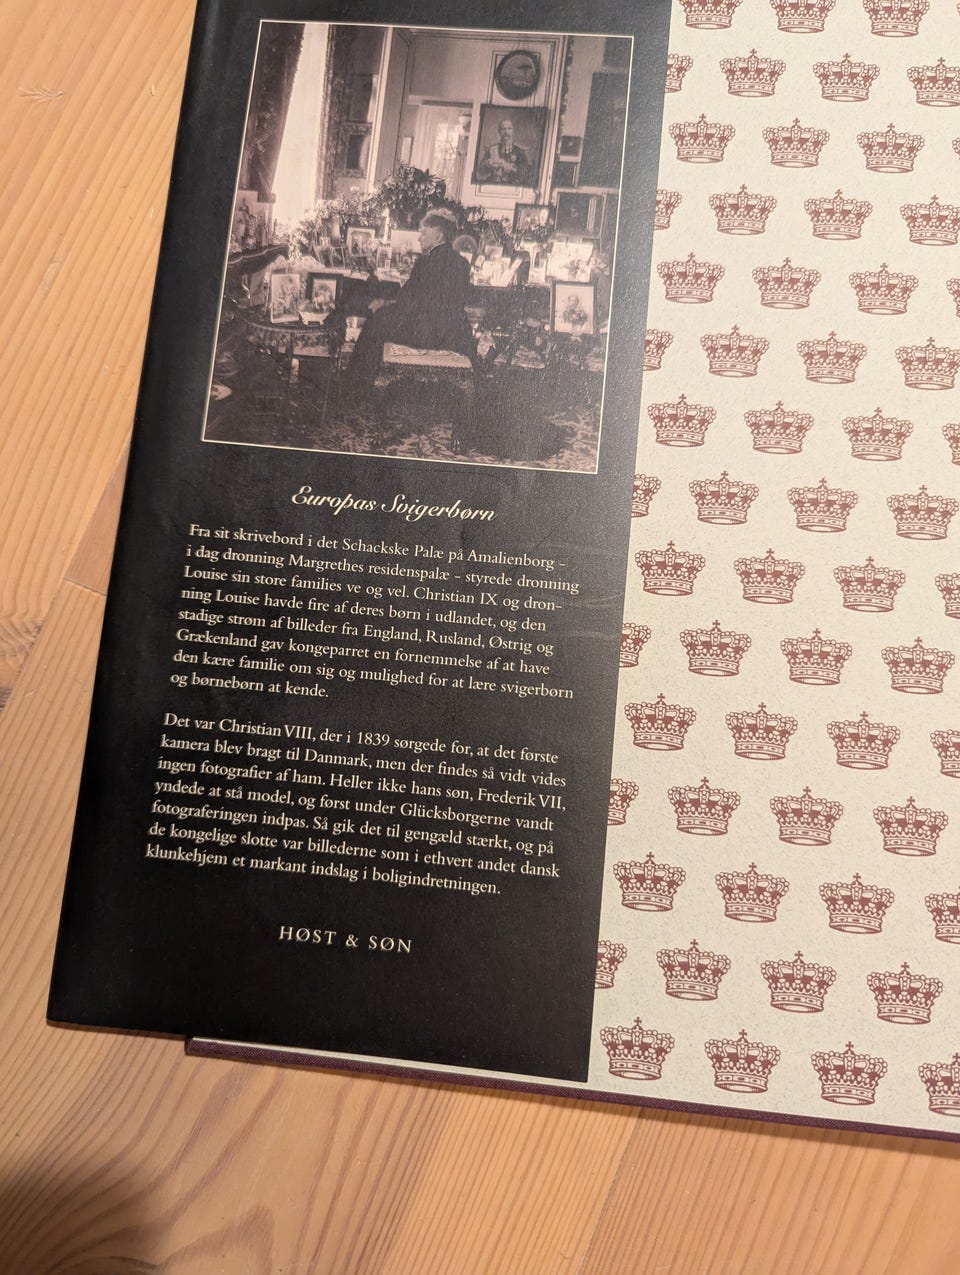 Europas Svigerbørn
Fra sit skrivebord i det Schackske Palæ på Amalienborg –
i dag dronning Margrethes residenspalæ – styrede dronning
Louise sin store families ve og vel. Christian IX og dron-
ning Louise havde fire af deres børn i udlandet, og den
stadige strøm af billeder fra England, Rusland, Østrig og
Grækenland gav kongeparret en fornemmelse af at have
den kære familie om sig og mulighed for at lære svigerbørn
og børnebørn at kende.
Det var Christian VIII, der i 1839 sørgede for, at det første
kamera blev bragt til Danmark, men der findes så vidt vides
ingen fotografier af ham. Heller ikke hans søn, Frederik VII,
yndede at stå model, og først under Glücksborgerne vandt
fotograferingen indpas. Så gik det til gengæld stærkt, og på
de kongelige slotte var billederne som i ethvert andet dansk
klunkehjem et markant indslag i boligindretningen.
HØST & SØN